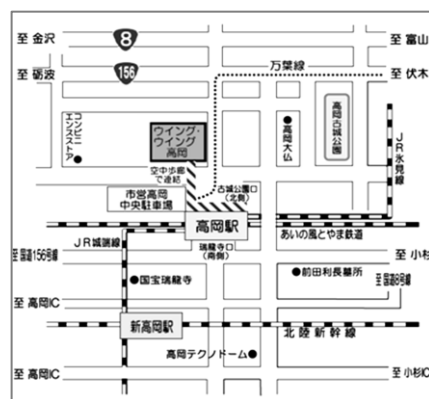 至 金沢
8
至 富山
至 砺波
156
万葉線
至 伏木
コンビニ
エンスストア
ウイング・
ウイング
高岡
高岡大仏
高岡古城公園
JR氷見線
空中歩廊
で連結
古城公園口
(北側)
市営高岡
中央駐車場
高岡駅
あいの風とやま鉄道
JR城端線
瑞龍寺口
(南側)
至 国道156号線
至 小杉
国宝瑞龍寺
前田利長墓所
至 国道8号線
至 高岡IC
新高岡駅
北陸新幹線
高岡テクノドーム
至 高岡IC
至 小杉IC